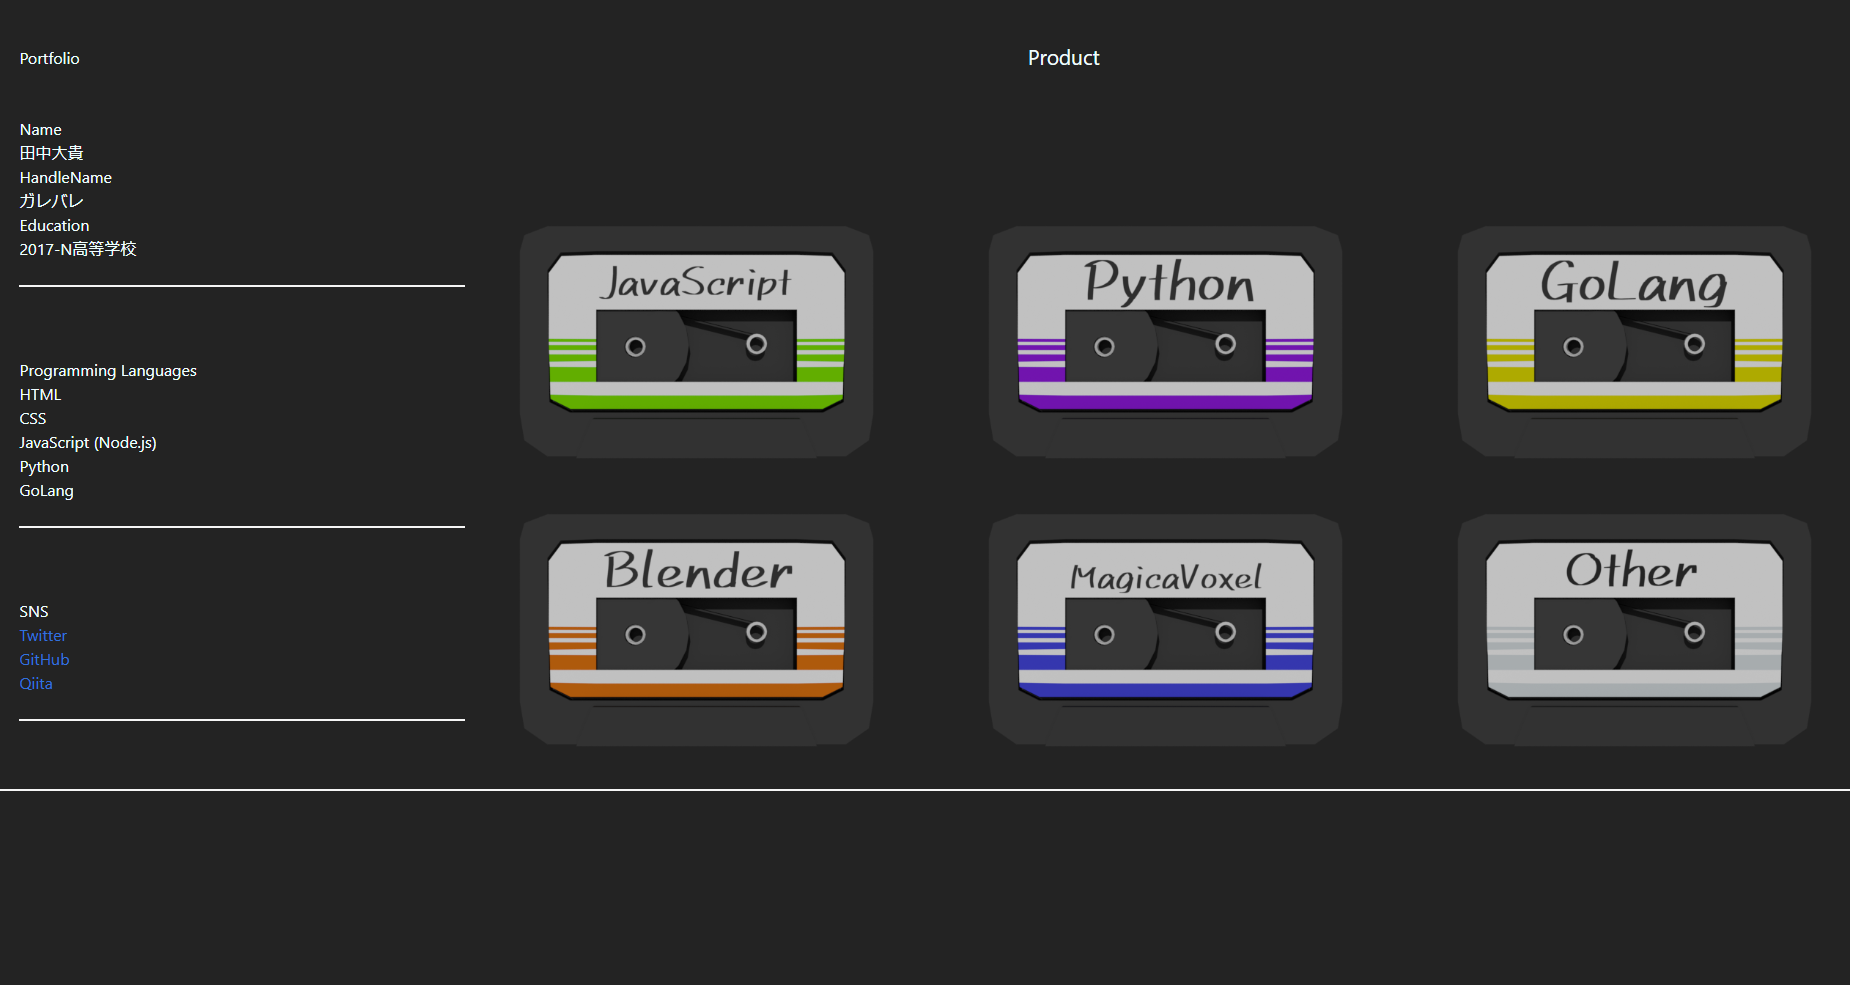 Portfolio
Name
田中大貴
HandleName
ガレバレ
Education
2017-N高等学校
Programming Languages
HTML
CSS
JavaScript (Node.js)
Python
GoLang
SNS
Twitter
GitHub
Qiita
Product
JavaScript
Python
GoLang
Blender
MagicaVoxel
Other